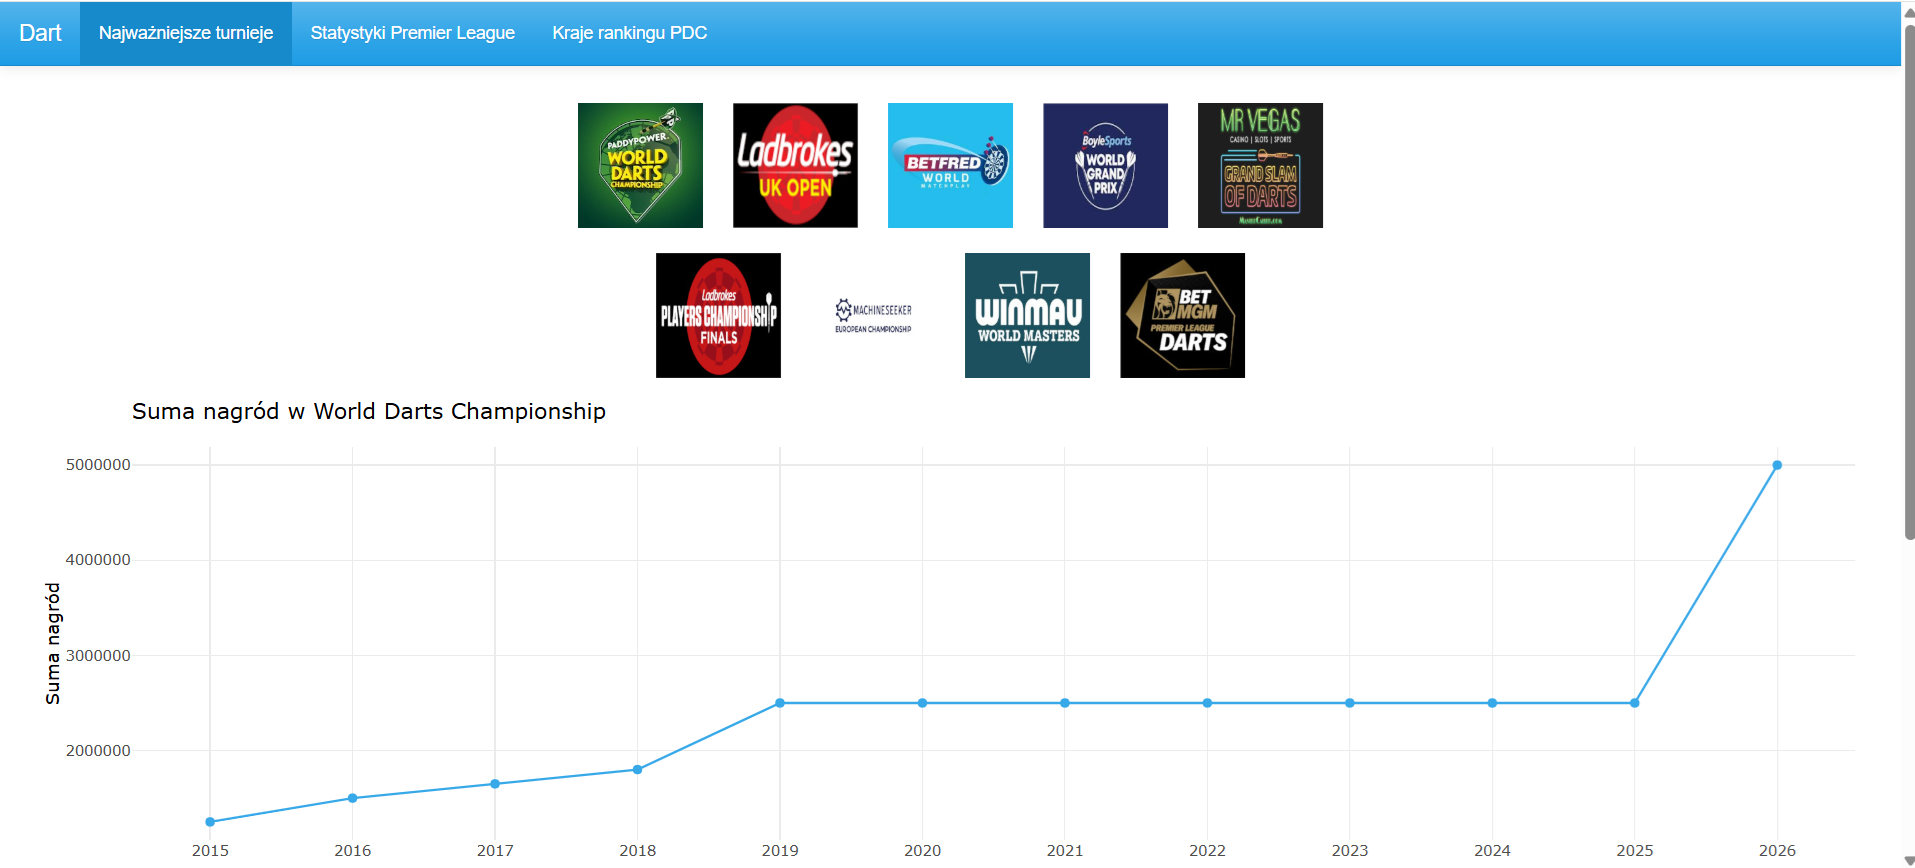 Dart
Najważniejsze turnieje
Statystyki Premier League
Kraje rankingu PDC
PADDYPOWER.
WORLD
DARTS
CHAMPIONSHIP
Ladbrokes
UK OPEN
BETFRED
WORLD
MATCHPLAY
BoyleSports
WORLD
GRAND
PRIX
MR VEGAS
CASINO | SLOTS | SPORTS
GRAND SLAM
OF DARTS
Ladbrokes
PLAYERS CHAMPIONSHIP
FINALS
MACHINESEEKER
EUROPEAN CHAMPIONSHIP
WINMAU
WORLD MASTERS
BET
MGM
PREMIER LEAGUE
DARTS
Suma nagród w World Darts Championship
Suma nagród
5000000
4000000
3000000
2000000
2015 2016 2017 2018 2019 2020 2021 2022 2023 2024 2025 2026